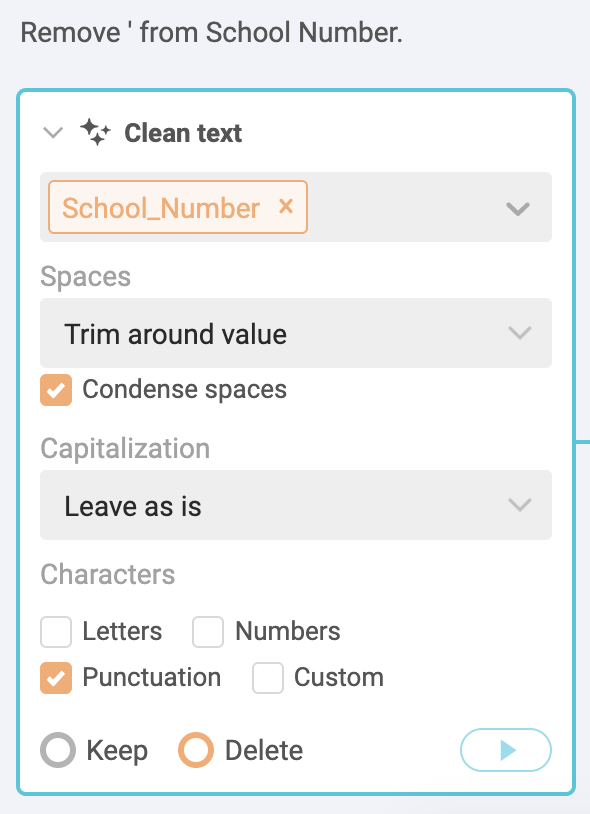 Remove ' from School Number.
Clean text
School_Number ×
Spaces
Trim around value
Condense spaces
Capitalization
Leave as is
Characters
Letters Numbers
Punctuation Custom
Keep Delete